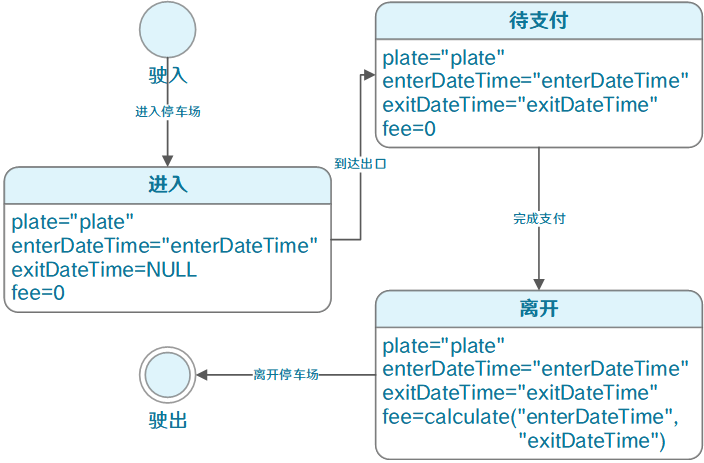 驶入
进入停车场
进入
plate="plate"
enterDateTime="enterDateTime"
exitDateTime=NULL
fee=0
到达出口
待支付
plate="plate"
enterDateTime="enterDateTime"
exitDateTime="exitDateTime"
fee=0
完成支付
离开
plate="plate"
enterDateTime="enterDateTime"
exitDateTime="exitDateTime"
fee=calculate("enterDateTime",
"exitDateTime")
离开停车场
驶出